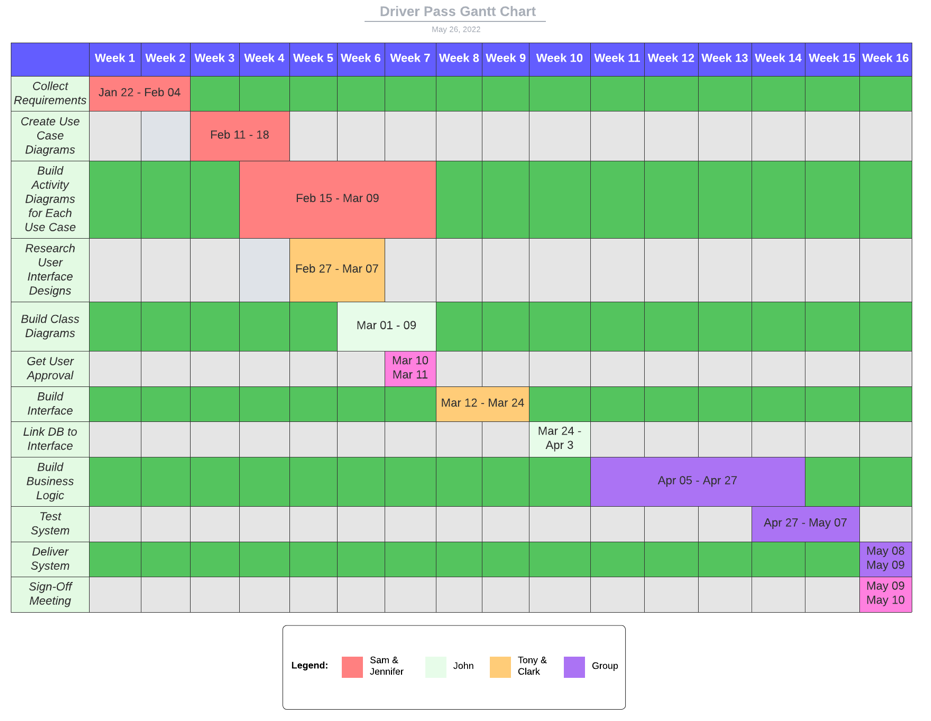 Driver Pass Gantt Chart
May 26, 2022
Week 1 Week 2 Week 3 Week 4 Week 5 Week 6 Week 7 Week 8 Week 9 Week 10 Week 11 Week 12 Week 13 Week 14 Week 15 Week 16
Collect
Requirements
Jan 22 - Feb 04
Create Use
Case
Diagrams
Feb 11 - 18
Build
Activity
Diagrams
for Each
Use Case
Feb 15 - Mar 09
Research
User
Interface
Designs
Feb 27 - Mar 07
Build Class
Diagrams
Mar 01 - 09
Get User
Approval
Mar 10
Mar 11
Build
Interface
Mar 12 - Mar 24
Link DB to
Interface
Mar 24 -
Apr 3
Build
Business
Logic
Apr 05 - Apr 27
Test
System
Apr 27 - May 07
Deliver
System
May 08
May 09
Sign-Off
Meeting
May 09
May 10
Legend:
Sam &
Jennifer
John
Tony &
Clark
Group